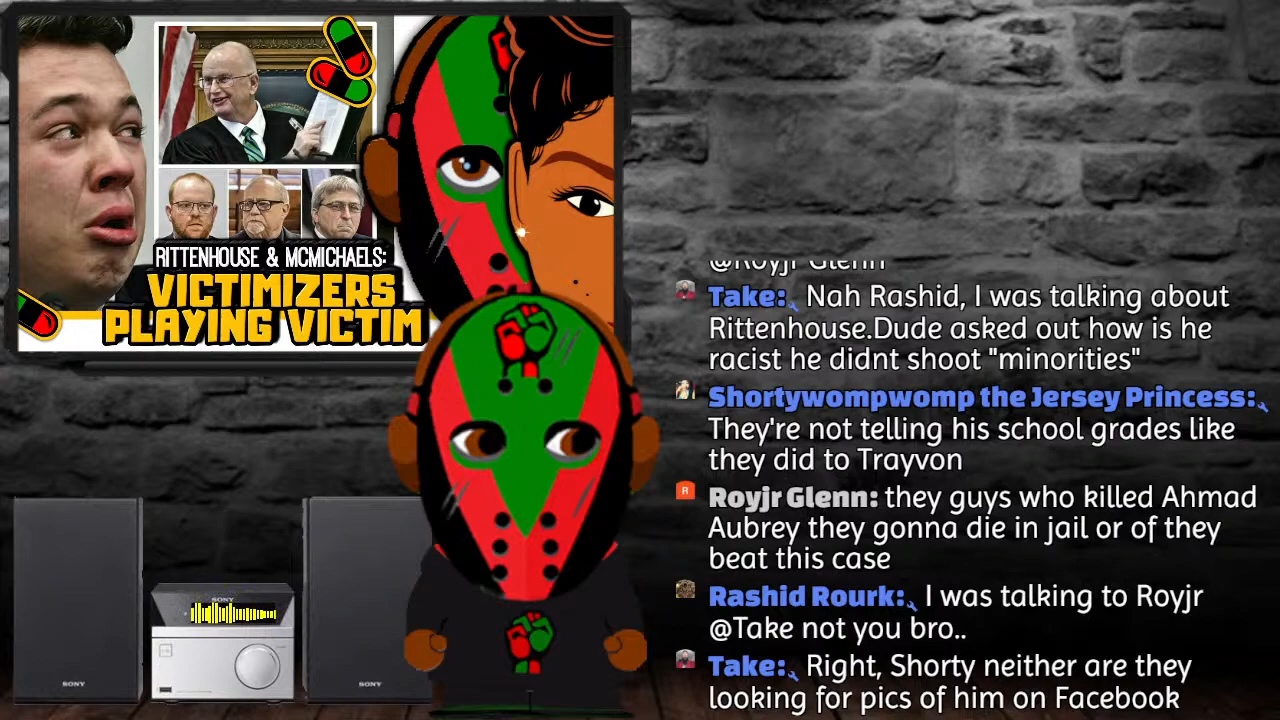 RITTENHOUSE & MCMICHAELS:
VICTIMIZERS
PLAYING VICTIM
SONY
SONY
SONY
@Royjr Glenn
Take: Nah Rashid, I was talking about
Rittenhouse.Dude asked out how is he
racist he didnt shoot "minorities"
Shortywompwomp the Jersey Princess:
They're not telling his school grades like
they did to Trayvon
R
Royjr Glenn: they guys who killed Ahmad
Aubrey they gonna die in jail or of they
beat this case
Rashid Rourk: I was talking to Royjr
@Take not you bro..
Take: Right, Shorty neither are they
looking for pics of him on Facebook